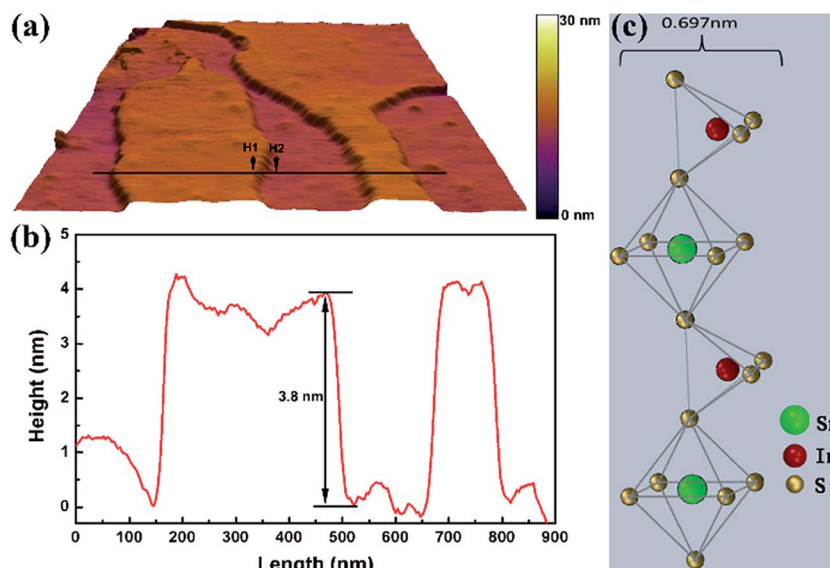 (a)
30 nm
0 nm
H1 H2
(b)
Height (nm)
5
4
3
2
1
0
3.8 nm
0 100 200 300 400 500 600 700 800 900
Length (nm)
(c)
0.697nm
S